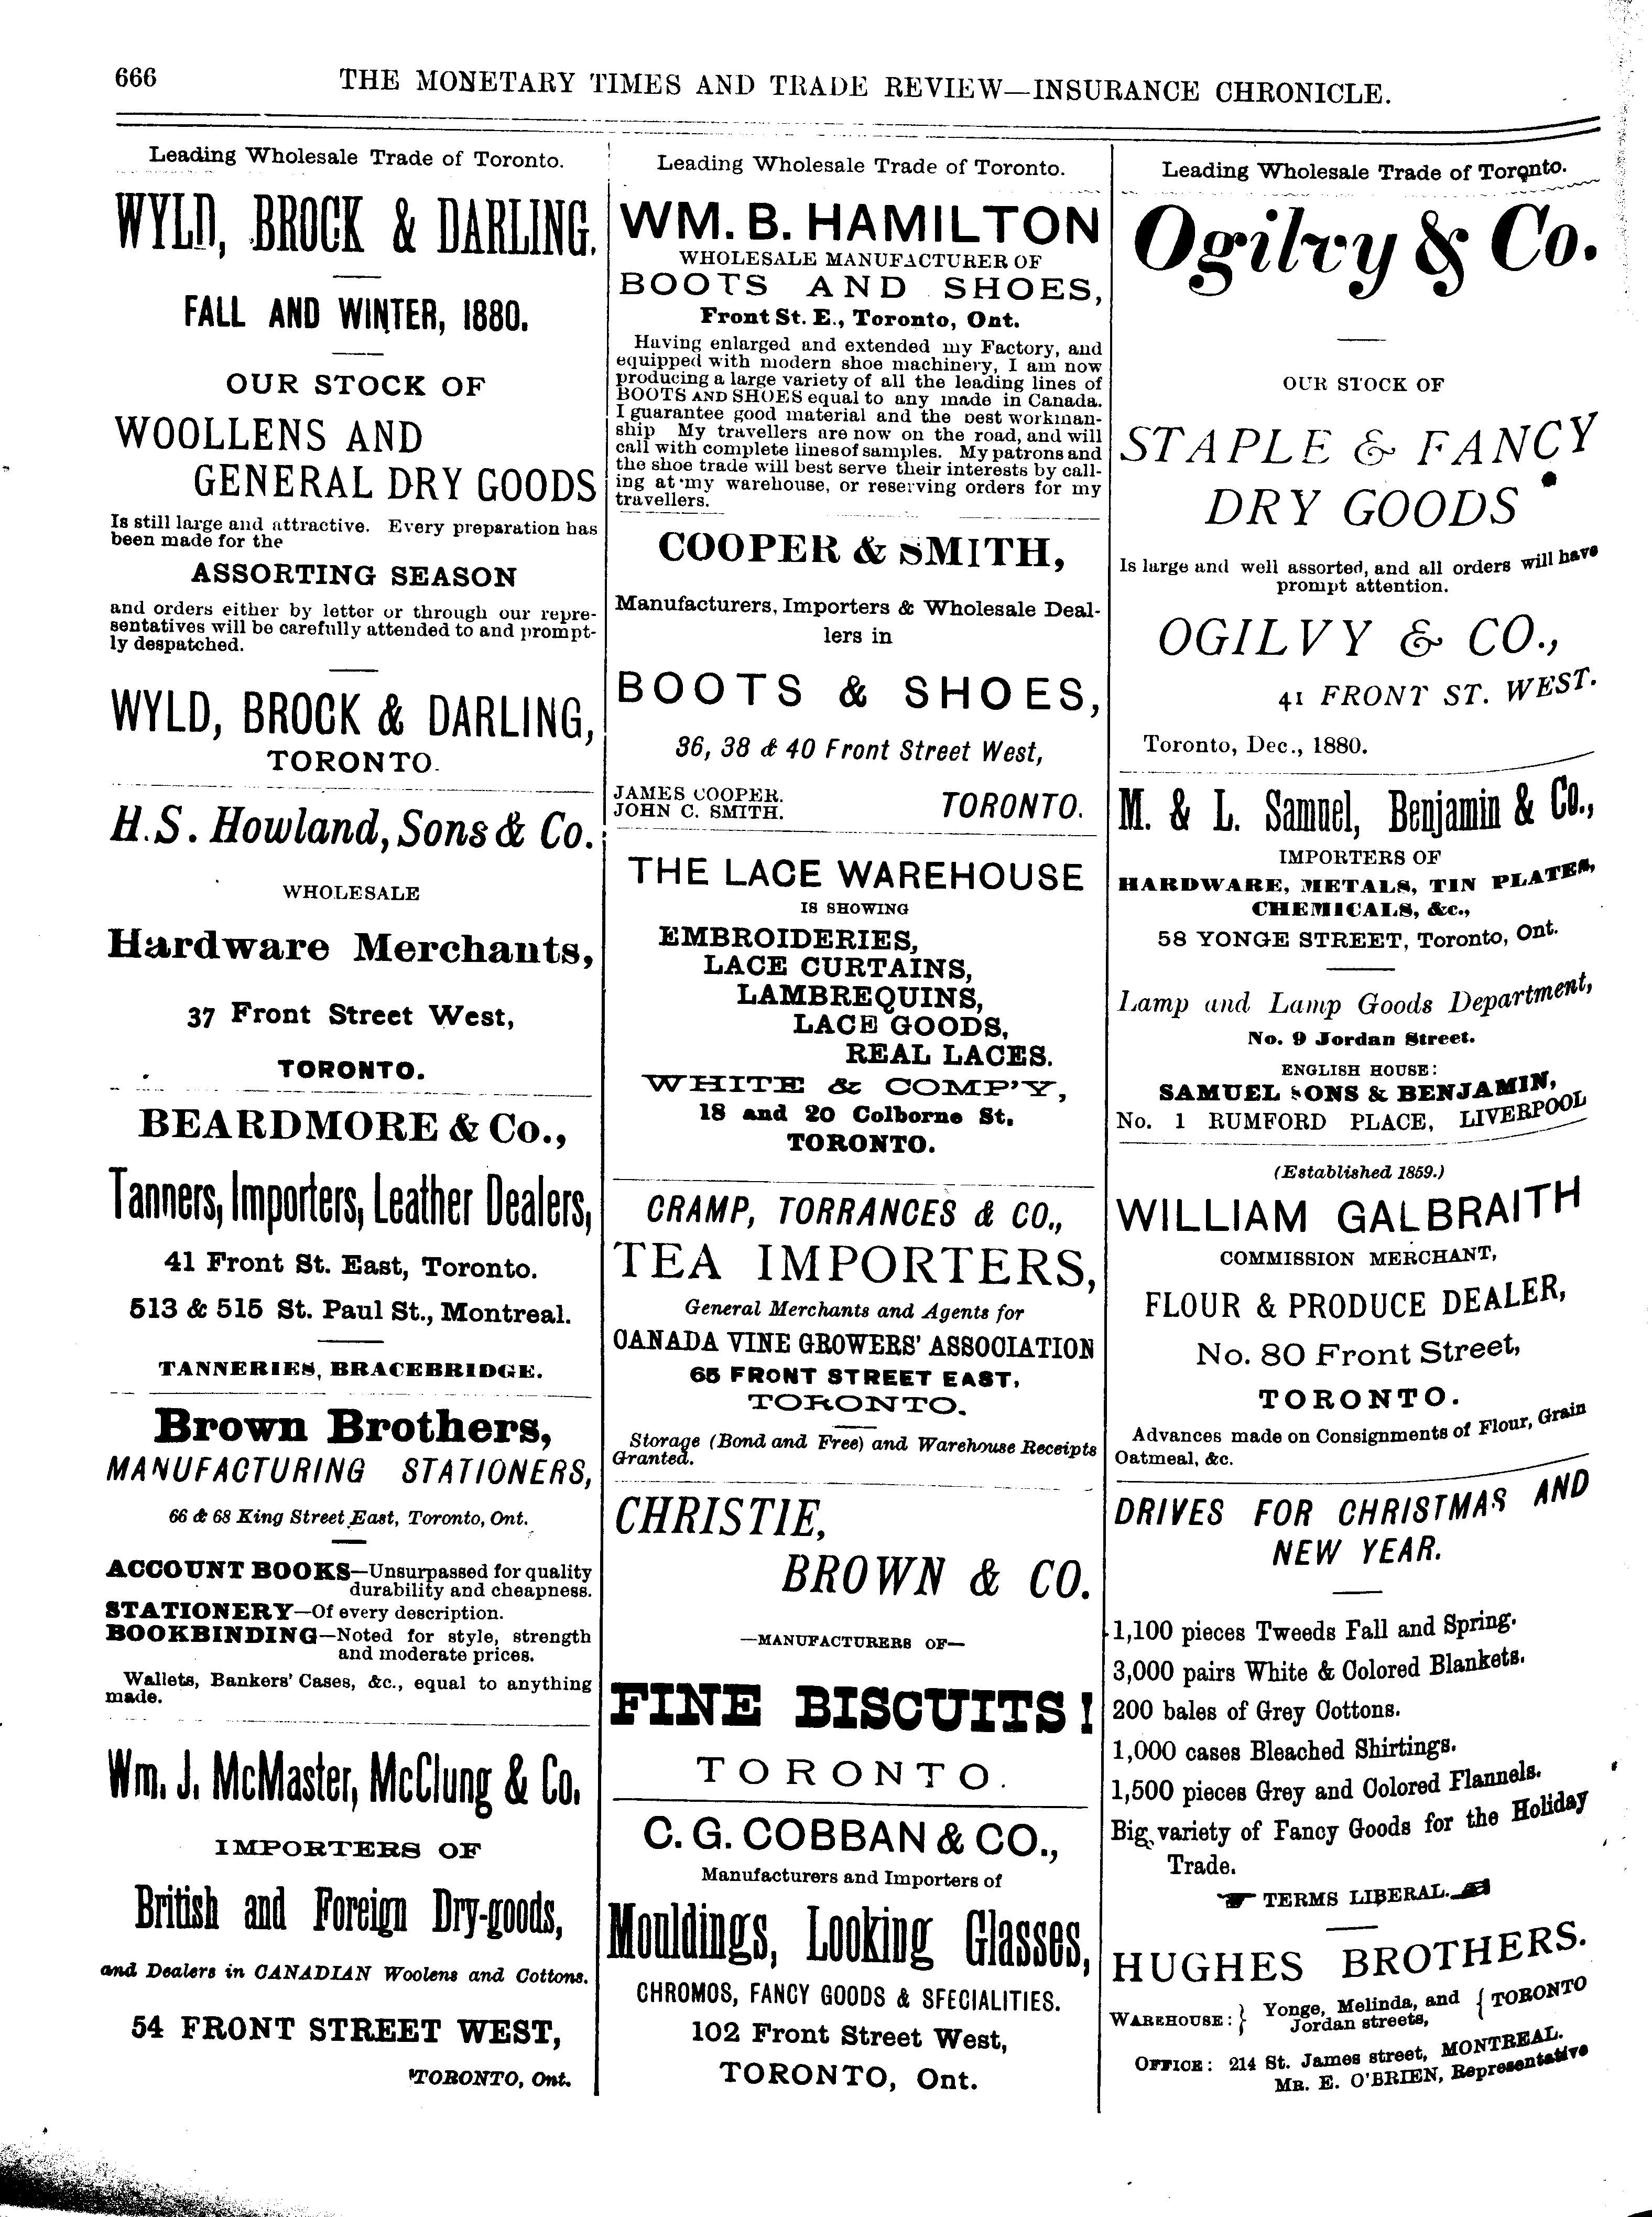 666
THE MONETARY TIMES AND TRADE REVIEW—INSURANCE CHRONICLE.
Leading Wholesale Trade of Toronto.
WYLD, BROCK & DARLING.
FALL AND WINTER, 1880.
OUR STOCK OF
WOOLLENS AND
GENERAL DRY GOODS
Is still large and attractive. Every preparation has
been made for the
ASSORTING SEASON
and orders either by letter or through our repre-
sentatives will be carefully attended to and prompt-
ly despatched.
WYLD, BROCK & DARLING,
TORONTO.
H.S. Howland, Sons & Co.
WHOLESALE
Hardware Merchants,
37 Front Street West,
TORONTO.
BEARDMORE & Co.,
Tanners, Importers, Leather Dealers,
41 Front St. East, Toronto.
513 & 515 St. Paul St., Montreal.
TANNERIES, BRACEBRIDGE.
Brown Brothers,
MANUFACTURING STATIONERS,
66 & 68 King Street East, Toronto, Ont.
ACCOUNT BOOKS—Unsurpassed for quality
durability and cheapness.
STATIONERY—Of every description.
BOOKBINDING—Noted for style, strength
and moderate prices.
Wallets, Bankers' Cases, &c., equal to anything
made.
Wm. J. McMaster, McClung & Co.
IMPORTERS OF
British and Foreign Dry-goods,
and Dealers in CANADIAN Woolens and Cottons.
54 FRONT STREET WEST,
TORONTO, Ont.
Leading Wholesale Trade of Toronto.
WM. B. HAMILTON
WHOLESALE MANUFACTURER OF
BOOTS AND SHOES,
Front St. E., Toronto, Ont.
Having enlarged and extended my Factory, and
equipped with modern shoe machinery, I am now
producing a large variety of all the leading lines of
BOOTS AND SHOES equal to any made in Canada.
I guarantee good material and the best workman-
ship My travellers are now on the road, and will
call with complete lines of samples. My patrons and
the shoe trade will best serve their interests by call-
ing at my warehouse, or reserving orders for my
travellers.
COOPER & SMITH,
Manufacturers, Importers & Wholesale Deal-
lers in
BOOTS & SHOES,
36, 38 & 40 Front Street West,
JAMES COOPER.
JOHN C. SMITH.
TORONTO.
THE LACE WAREHOUSE
IS SHOWING
EMBROIDERIES,
LACE CURTAINS,
LAMBREQUINS,
LACE GOODS,
REAL LACES.
WHITE & COMP'Y,
18 and 20 Colborne St,
TORONTO.
CRAMP, TORRANCES & CO.,
TEA IMPORTERS,
General Merchants and Agents for
CANADA VINE GROWERS' ASSOCIATION
65 FRONT STREET EAST,
TORONTO.
Storage (Bond and Free) and Warehouse Receipts
Granted.
CHRISTIE,
BROWN & CO.
—MANUFACTURERS OF—
FINE BISCUITS!
TORONTO.
C. G. COBBAN & CO.,
Manufacturers and Importers of
Mouldings, Looking Glasses,
CHROMOS, FANCY GOODS & SPECIALITIES.
102 Front Street West,
TORONTO, Ont.
Leading Wholesale Trade of Toronto.
Ogilvy & Co.
OUR STOCK OF
STAPLE & FANCY
DRY GOODS
Is large and well assorted, and all orders will have
prompt attention.
OGILVY & CO.,
41 FRONT ST. WEST.
Toronto, Dec., 1880.
M. & L. Samuel, Benjamin & Co.,
IMPORTERS OF
HARDWARE, METALS, TIN PLATES,
CHEMICALS, &c.,
58 YONGE STREET, Toronto, Ont.
Lamp and Lamp Goods Department,
No. 9 Jordan Street.
ENGLISH HOUSE:
SAMUEL SONS & BENJAMIN,
No. 1 RUMFORD PLACE, LIVERPOOL
(Established 1859.)
WILLIAM GALBRAITH
COMMISSION MERCHANT,
FLOUR & PRODUCE DEALER,
No. 80 Front Street,
TORONTO.
Advances made on Consignments of Flour, Grain
Oatmeal, &c.
DRIVES FOR CHRISTMAS AND
NEW YEAR.
1,100 pieces Tweeds Fall and Spring.
3,000 pairs White & Colored Blankets.
200 bales of Grey Cottons.
1,000 cases Bleached Shirtings.
1,500 pieces Grey and Colored Flannels.
Big variety of Fancy Goods for the Holiday
Trade.
☛ TERMS LIBERAL. ☚
HUGHES BROTHERS.
WAREHOUSE: } Yonge, Melinda, and { TORONTO
Jordan streets,
OFFICE: 214 St. James street, MONTREAL.
MR. E. O'BRIEN, Representative